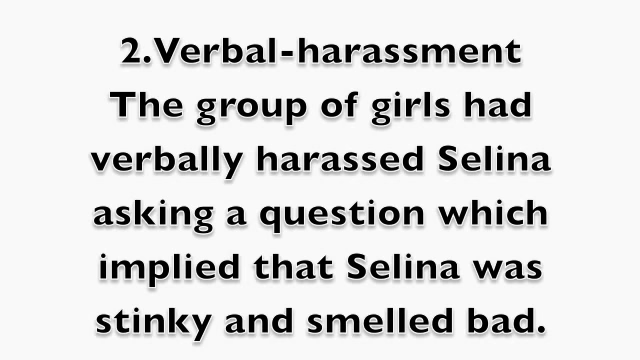 2.Verbal-harassment
The group of girls had
verbally harassed Selina
asking a question which
implied that Selina was
stinky and smelled bad.